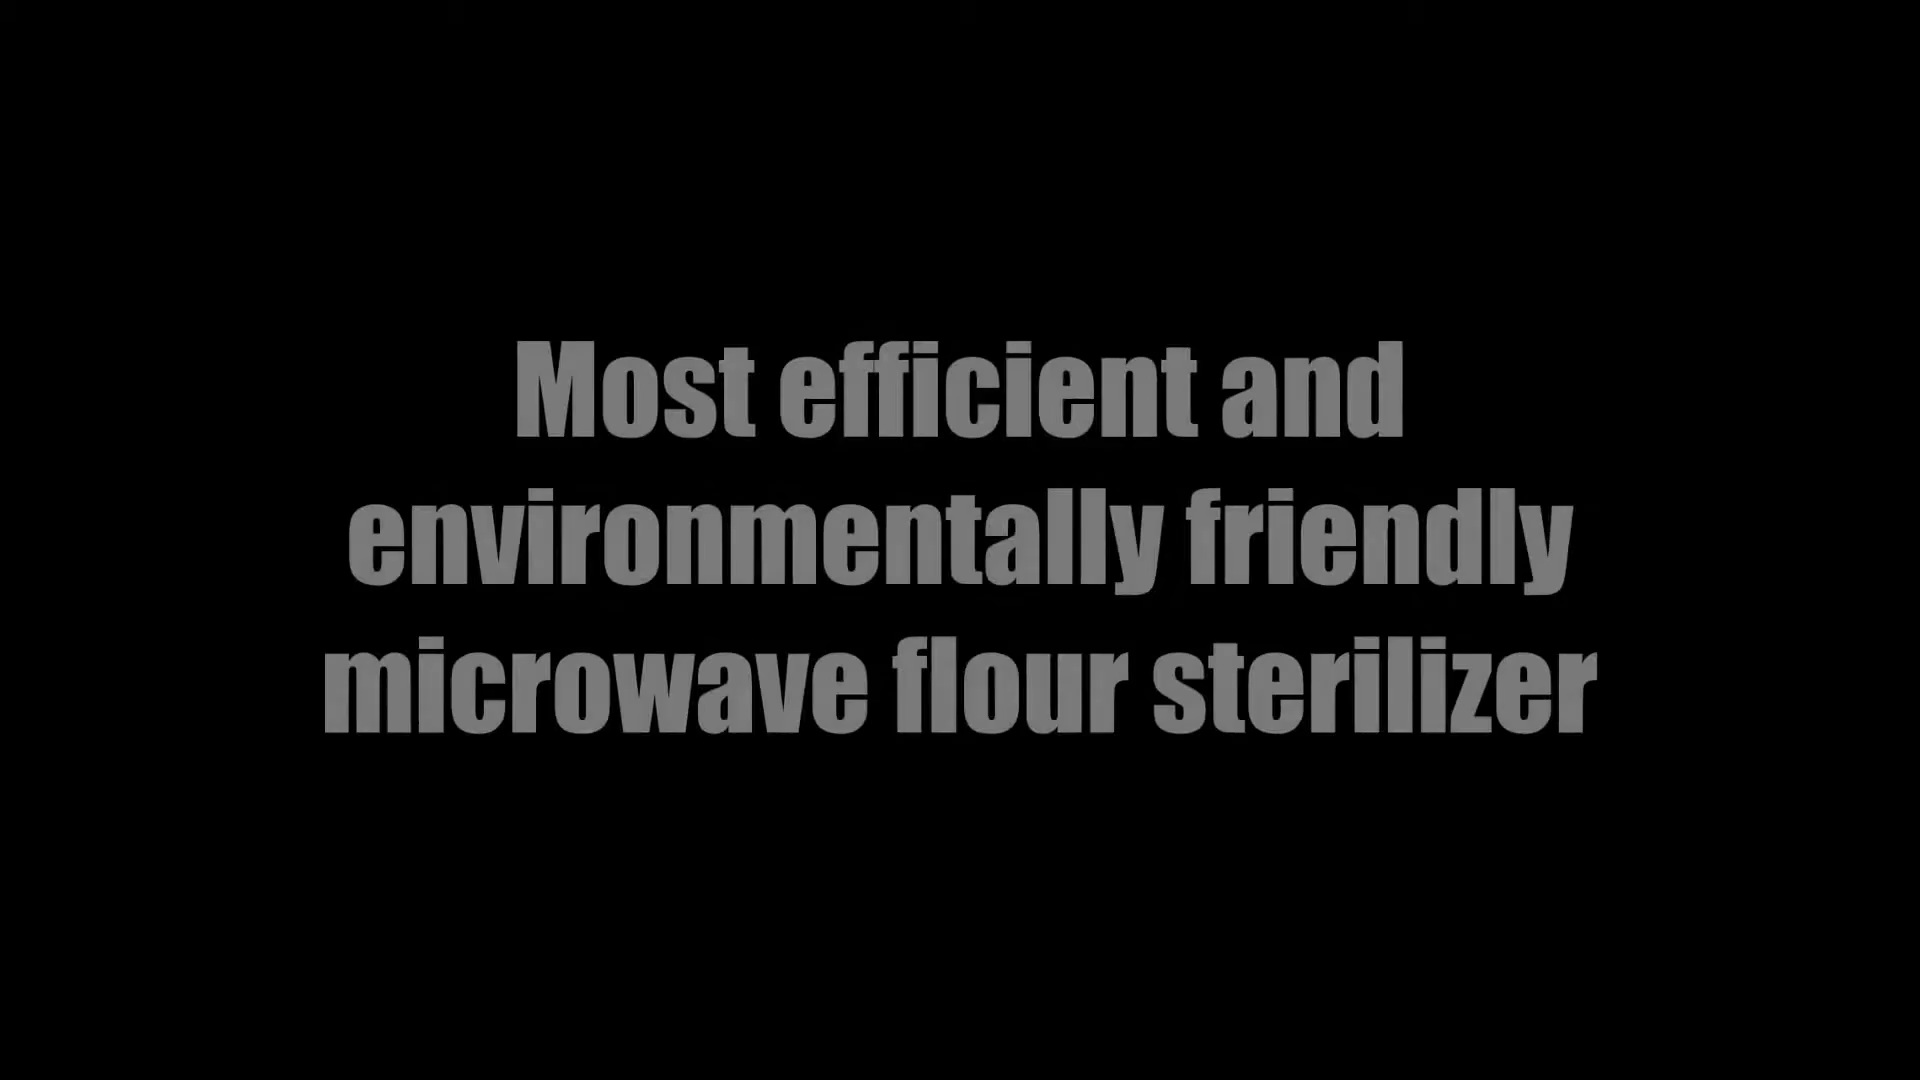 Most efficient and
environmentally friendly
microwave flour sterilizer